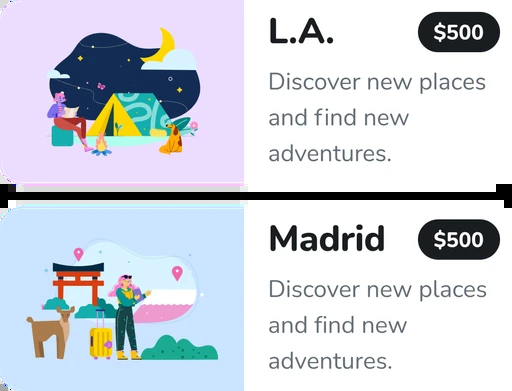 L.A.
$500
Discover new places
and find new
adventures.
Madrid
$500
Discover new places
and find new
adventures.